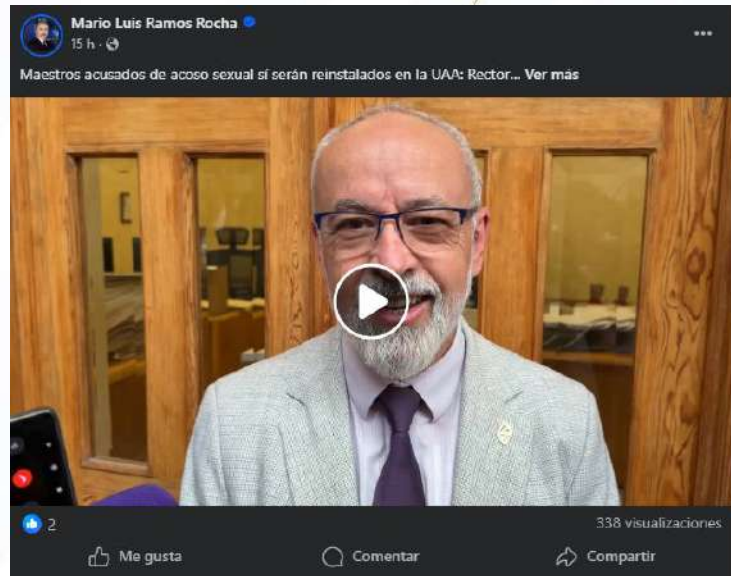 Mario Luis Ramos Rocha
15 h ·
Maestros acusados de acoso sexual sí serán reinstalados en la UAA: Rector... Ver más
2
338 visualizaciones
Me gusta
Comentar
Compartir